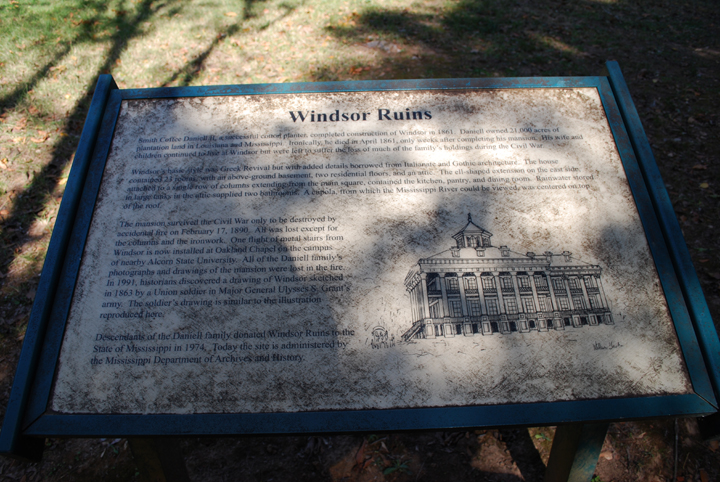 Windsor Ruins
Smith Coffee Daniell II, a successful cotton planter, completed construction of Windsor in 1861. Daniell owned 21,000 acres of
plantation land in Louisiana and Mississippi. Ironically, he died in April 1861, only weeks after completing his mansion. His wife and
children continued to live at Windsor but were left to suffer the loss of much of the family's holdings during the Civil War.
Windsor's basic style was Greek Revival but with added details borrowed from Italianate and Gothic architecture. The house
contained 23 rooms, with an above-ground basement, two residential floors, and an attic. The ell-shaped extension on the east side,
attached to a single row of columns extending from the main square, contained the kitchen, pantry, and dining room. Rainwater stored
in large tanks in the attic supplied two bathrooms. A cupola, from which the Mississippi River could be viewed, was centered on top
of the roof.
The mansion survived the Civil War only to be destroyed by
accidental fire on February 17, 1890. All was lost except for
the columns and the ironwork. One flight of metal stairs from
Windsor is now installed at Oakland Chapel on the campus
of nearby Alcorn State University. All of the Daniell family's
photographs and drawings of the mansion were lost in the fire.
In 1991, historians discovered a drawing of Windsor sketched
in 1863 by a Union soldier in Major General Ulysses S. Grant's
army. The soldier's drawing is similar to the illustration
reproduced here.
Descendants of the Daniell family donated Windsor Ruins to the
State of Mississippi in 1974. Today the site is administered by
the Mississippi Department of Archives and History.